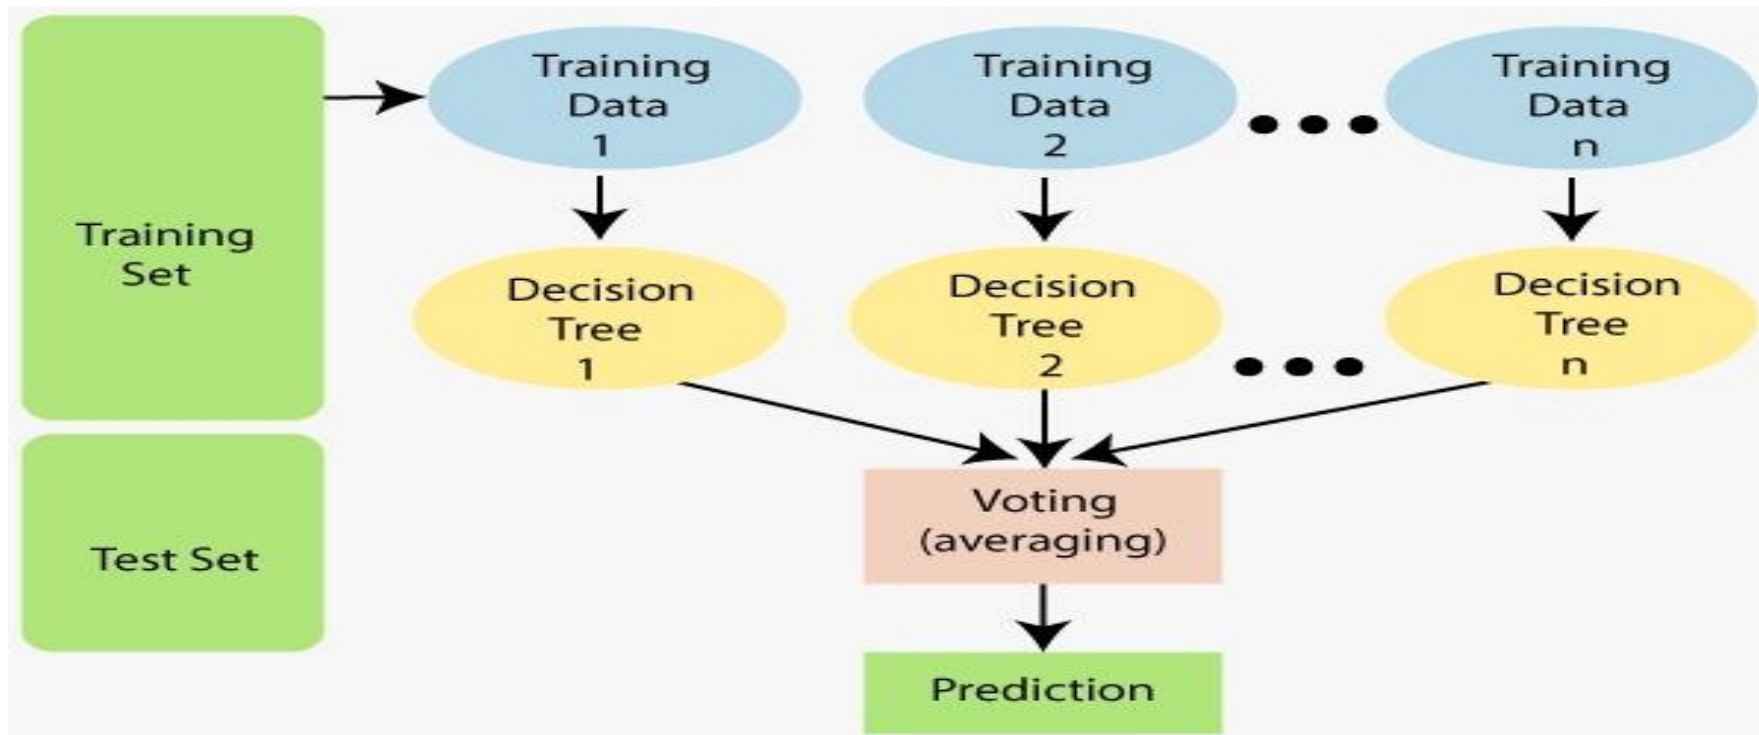 Training
Set
Test Set
Training
Data
1
Training
Data
2
Training
Data
n
Decision
Tree
1
Decision
Tree
2
Decision
Tree
n
Voting
(averaging)
Prediction